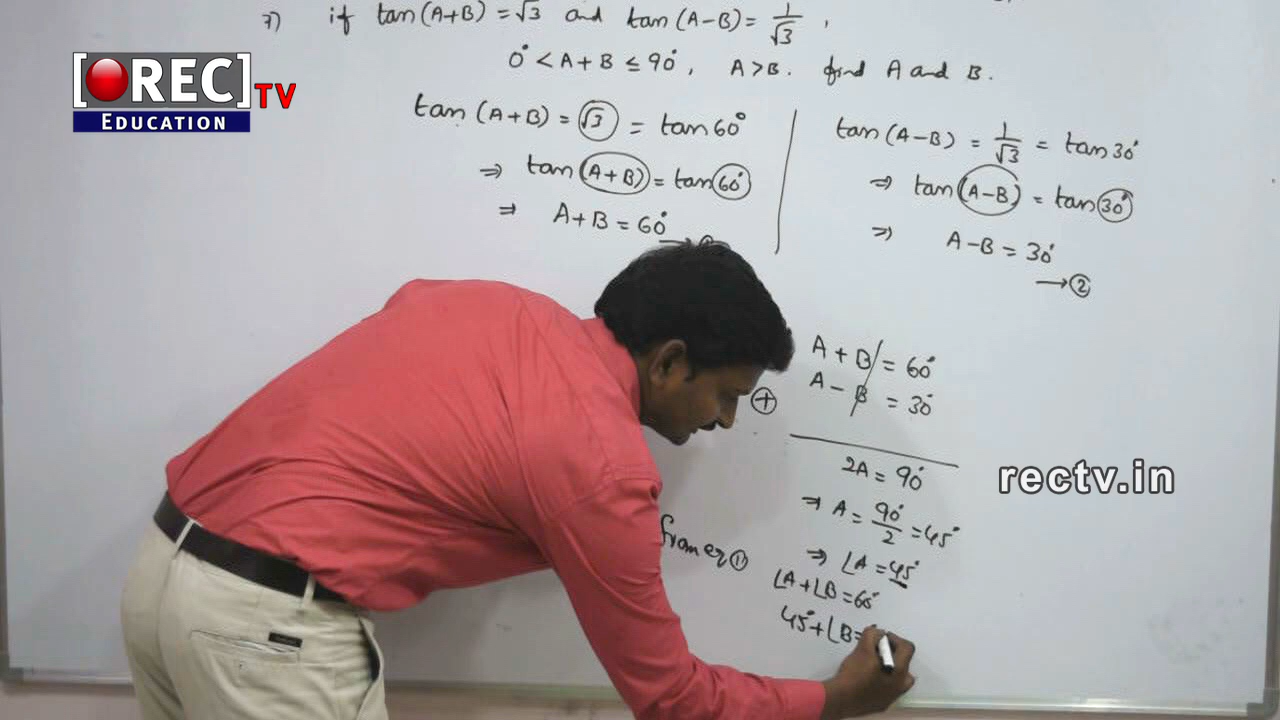 7) if tan(A+B) = √3 and tan(A-B) = 1/√3 ,
0° < A + B ≤ 90°, A > B. find A and B.
[REC] TV
EDUCATION
tan (A+B) = √3 = tan 60°
⇒ tan (A+B) = tan 60°
⇒ A+B = 60°
tan (A-B) = 1/√3 = tan 30°
⇒ tan (A-B) = tan 30°
⇒ A-B = 30°
→ ②
A + B = 60°
⊕ A - B = 30°
2A = 90°
⇒ A = 90°/2 = 45°
⇒ ∠A = 45°
from eq ①
∠A + ∠B = 60°
45° + ∠B =
rectv.in